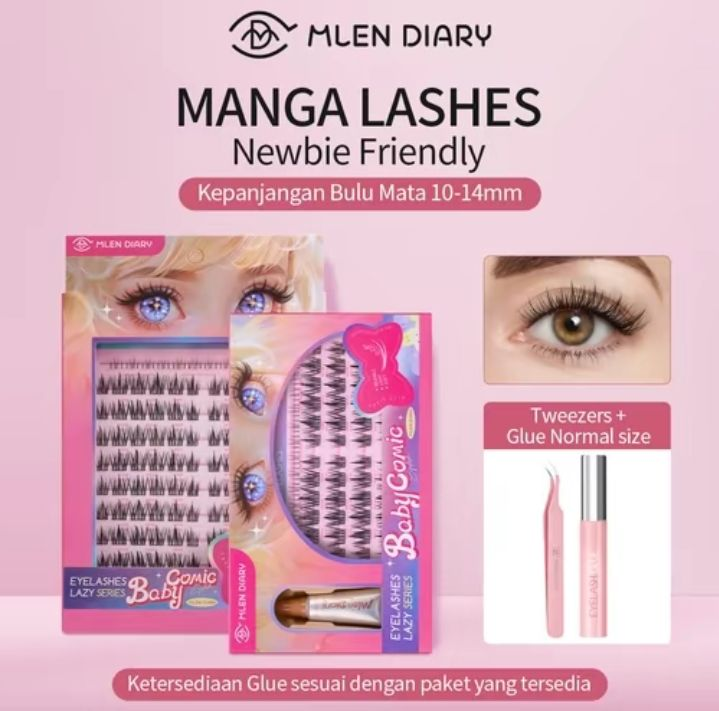 MLEN DIARY
MANGA LASHES
Newbie Friendly
Kepanjangan Bulu Mata 10-14mm
MLEN DIARY
EYELASHES
LAZY SERIES
Baby
Comic
Baby Comic
EYELASHES
LAZY SERIES
MLEN DIARY
Tweezers +
Glue Normal size
EYELASH
Ketersediaan Glue sesuai dengan paket yang tersedia